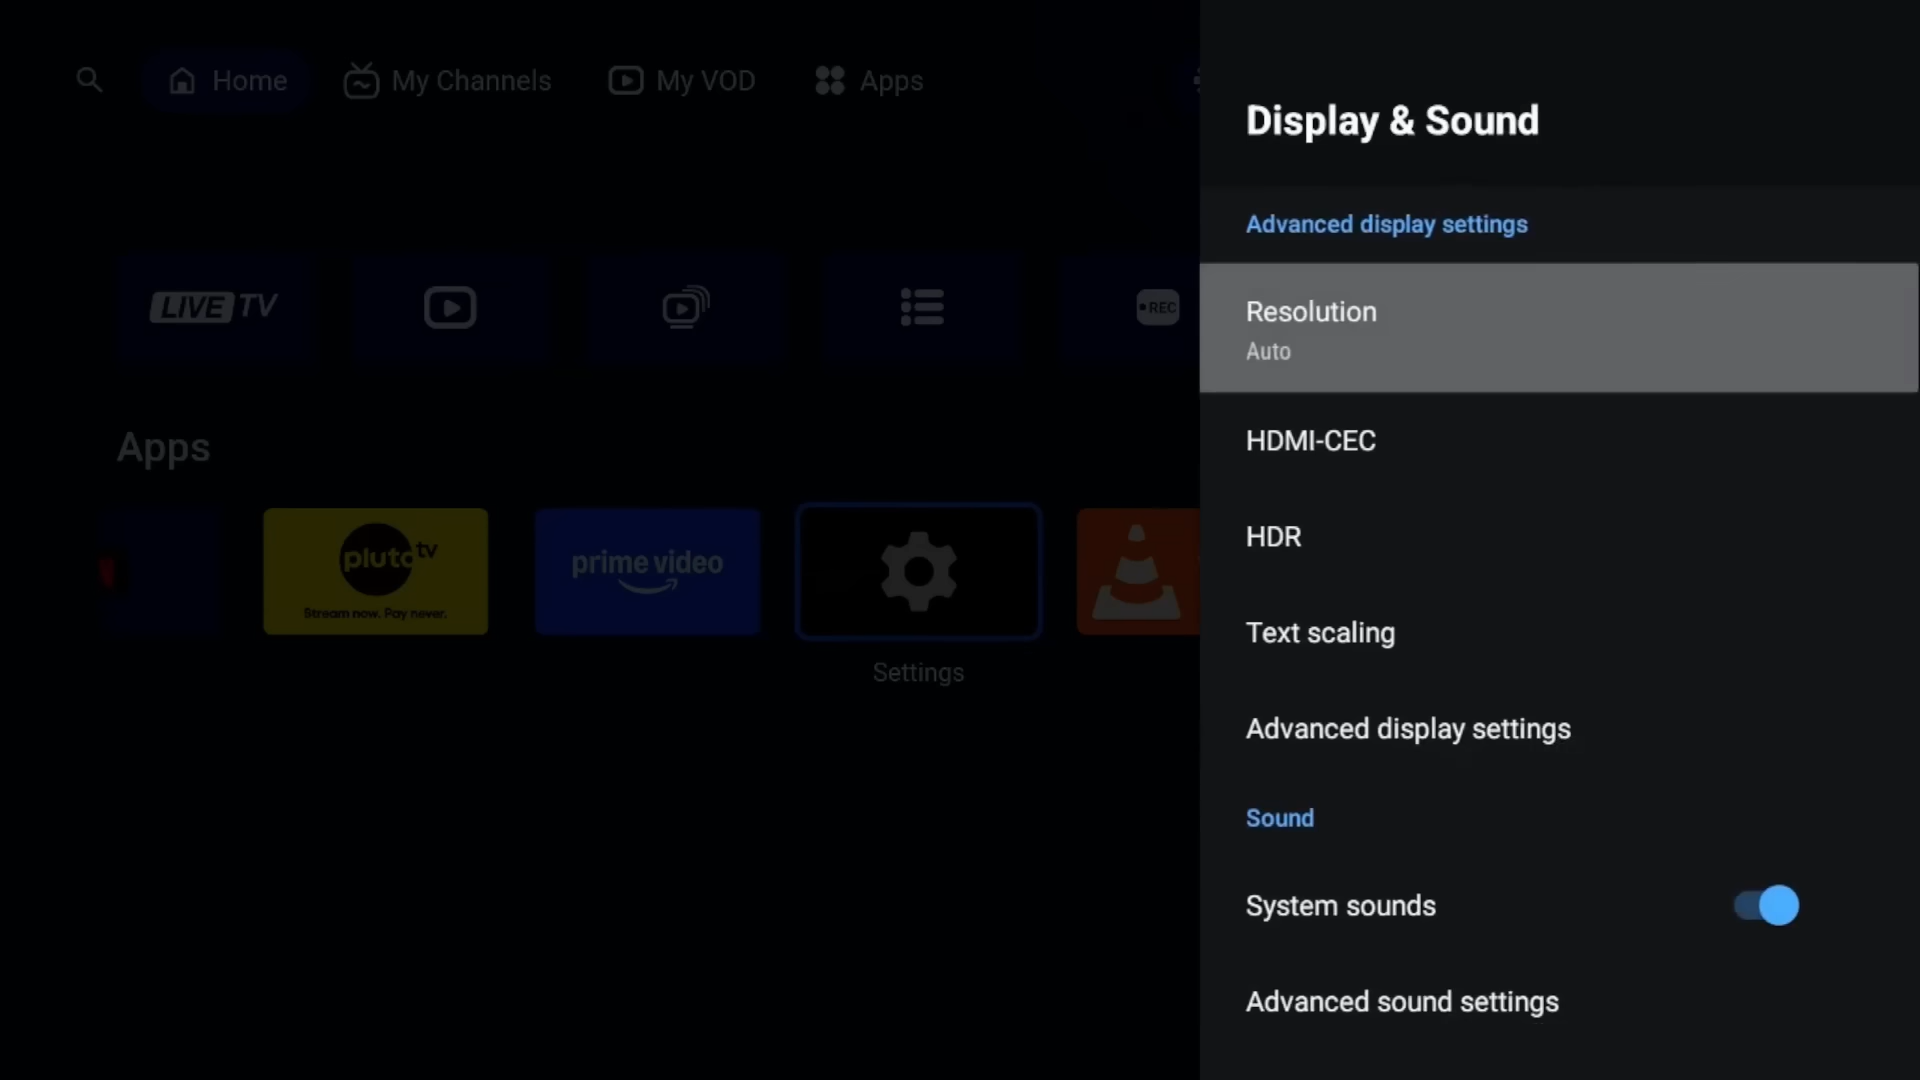 Home
My Channels
My VOD
Apps
LIVE TV
REC
Apps
pluto tv
Stream now. Pay never.
prime video
Settings
Display & Sound
Advanced display settings
Resolution
Auto
HDMI-CEC
HDR
Text scaling
Advanced display settings
Sound
System sounds
Advanced sound settings